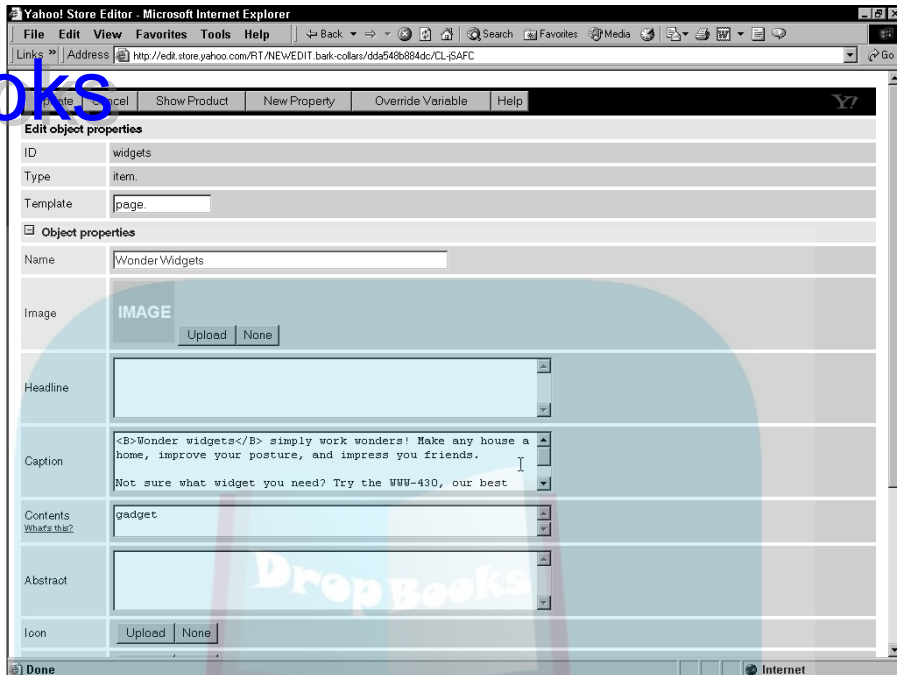 Yahoo! Store Editor - Microsoft Internet Explorer
File Edit View Favorites Tools Help Back Search Favorites Media
Links » Address http://edit.store.yahoo.com/RT/NEWEDIT.bark-collars/dda548b884dc/CL-jSAFC Go
oks
Show Product New Property Override Variable Help Y!
Edit object properties
ID widgets
Type item.
Template page.
Object properties
Name Wonder Widgets
Image IMAGE
Upload None
Headline
Caption <B>Wonder widgets</B> simply work wonders! Make any house a
home, improve your posture, and impress you friends.
Not sure what widget you need? Try the WWW-430, our best
Contents gadget
What's this?
DropBooks
Abstract
Icon Upload None
Done Internet